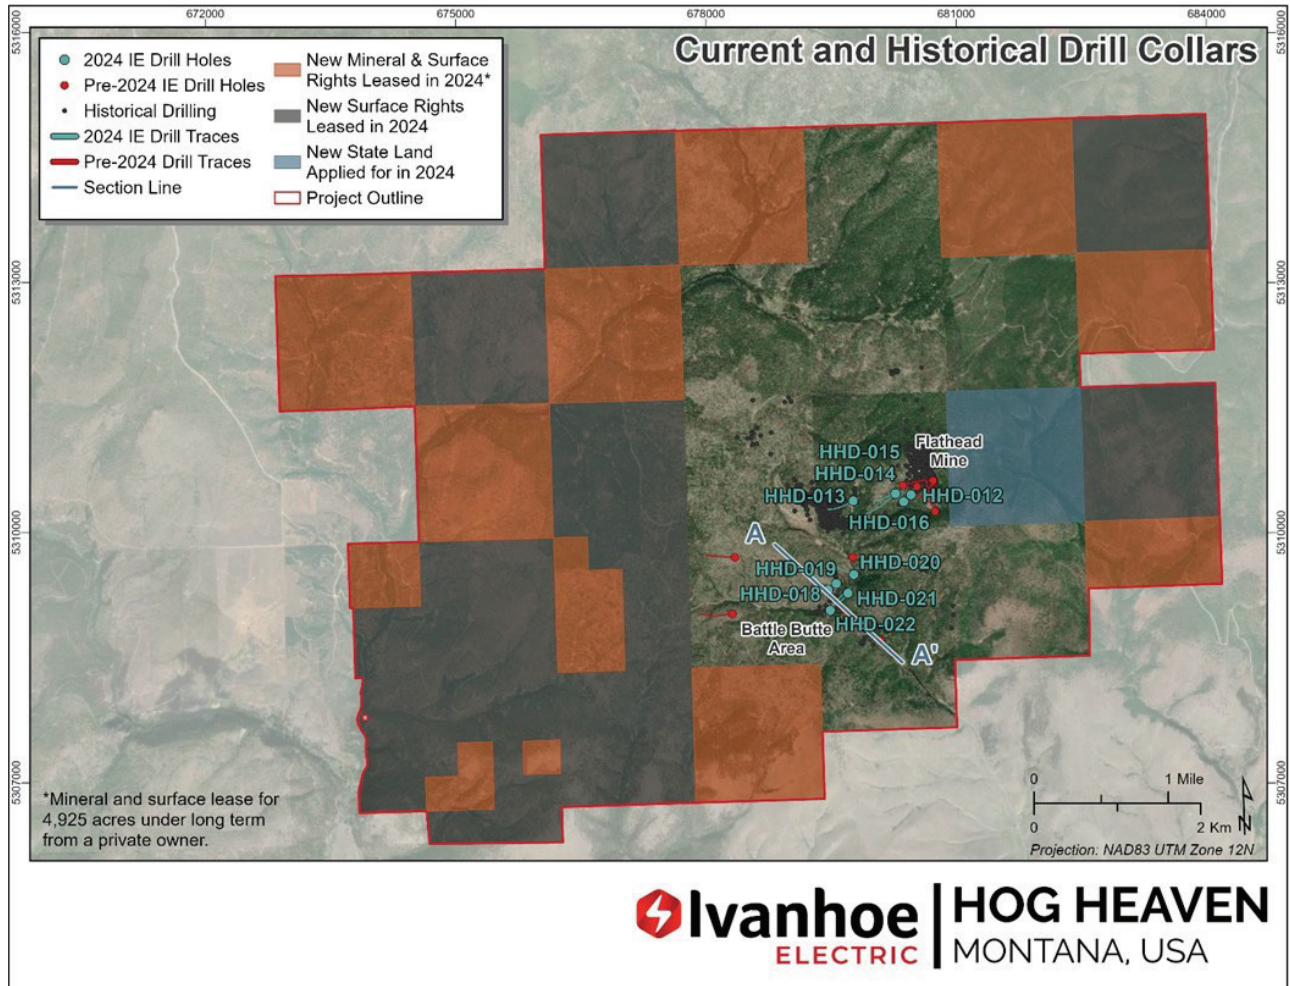 672000
675000
678000
681000
684000
5316000
5316000
Current and Historical Drill Collars
2024 IE Drill Holes
Pre-2024 IE Drill Holes
Historical Drilling
2024 IE Drill Traces
Pre-2024 Drill Traces
Section Line
New Mineral & Surface
Rights Leased in 2024*
New Surface Rights
Leased in 2024
New State Land
Applied for in 2024
Project Outline
5313000
5313000
Flathead
Mine
HHD-015
HHD-014
HHD-013
HHD-012
HHD-016
5310000
5310000
A
HHD-019
HHD-020
HHD-018
HHD-021
HHD-022
Battle Butte
Area
A'
5307000
5307000
*Mineral and surface lease for
4,925 acres under long term
from a private owner.
0
1 Mile
0
2 Km
N
Projection: NAD83 UTM Zone 12N
Ivanhoe
ELECTRIC
HOG HEAVEN
MONTANA, USA